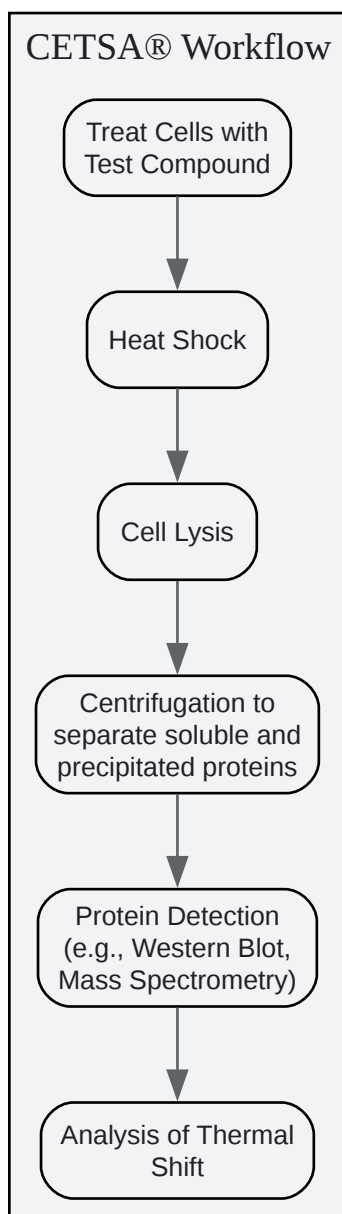 CETSA® Workflow
Treat Cells with
Test Compound
Heat Shock
Cell Lysis
Centrifugation to
separate soluble and
precipitated proteins
Protein Detection
(e.g., Western Blot,
Mass Spectrometry)
Analysis of Thermal
Shift